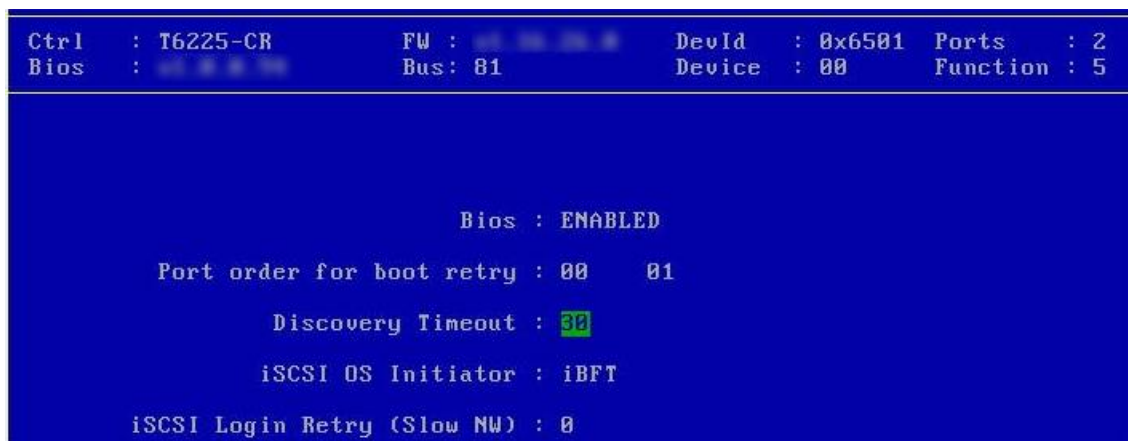 Ctrl : T6225-CR FW : DevId : 0x6501 Ports : 2
Bios : Bus: 81 Device : 00 Function : 5
Bios : ENABLED
Port order for boot retry : 00 01
Discovery Timeout : 30
iSCSI OS Initiator : iBFT
iSCSI Login Retry (Slow NW) : 0